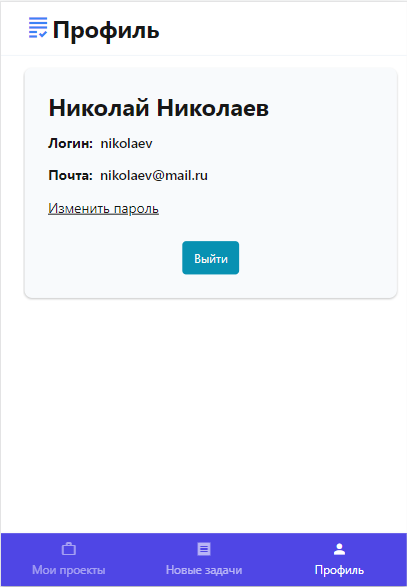 Профиль
Николай Николаев
Логин: nikolaev
Почта: nikolaev@mail.ru
Изменить пароль
Выйти
Мои проекты Новые задачи Профиль